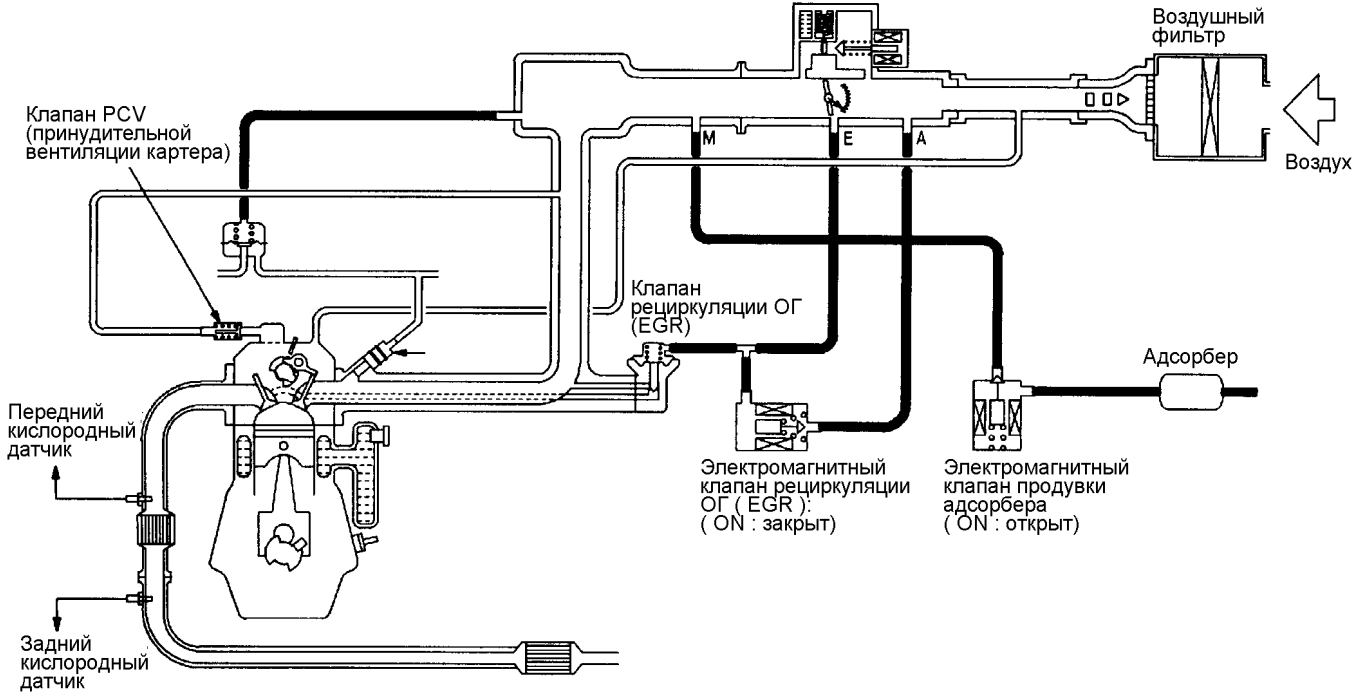 Воздушный
фильтр
Клапан PCV
(принудительной
вентиляции картера)
M
E
A
Воздух
Клапан
рециркуляции ОГ
(EGR)
Адсорбер
Передний
кислородный
датчик
Электромагнитный
клапан рециркуляции
ОГ ( EGR ):
( ON : закрыт)
Электромагнитный
клапан продувки
адсорбера
( ON : открыт)
Задний
кислородный
датчик